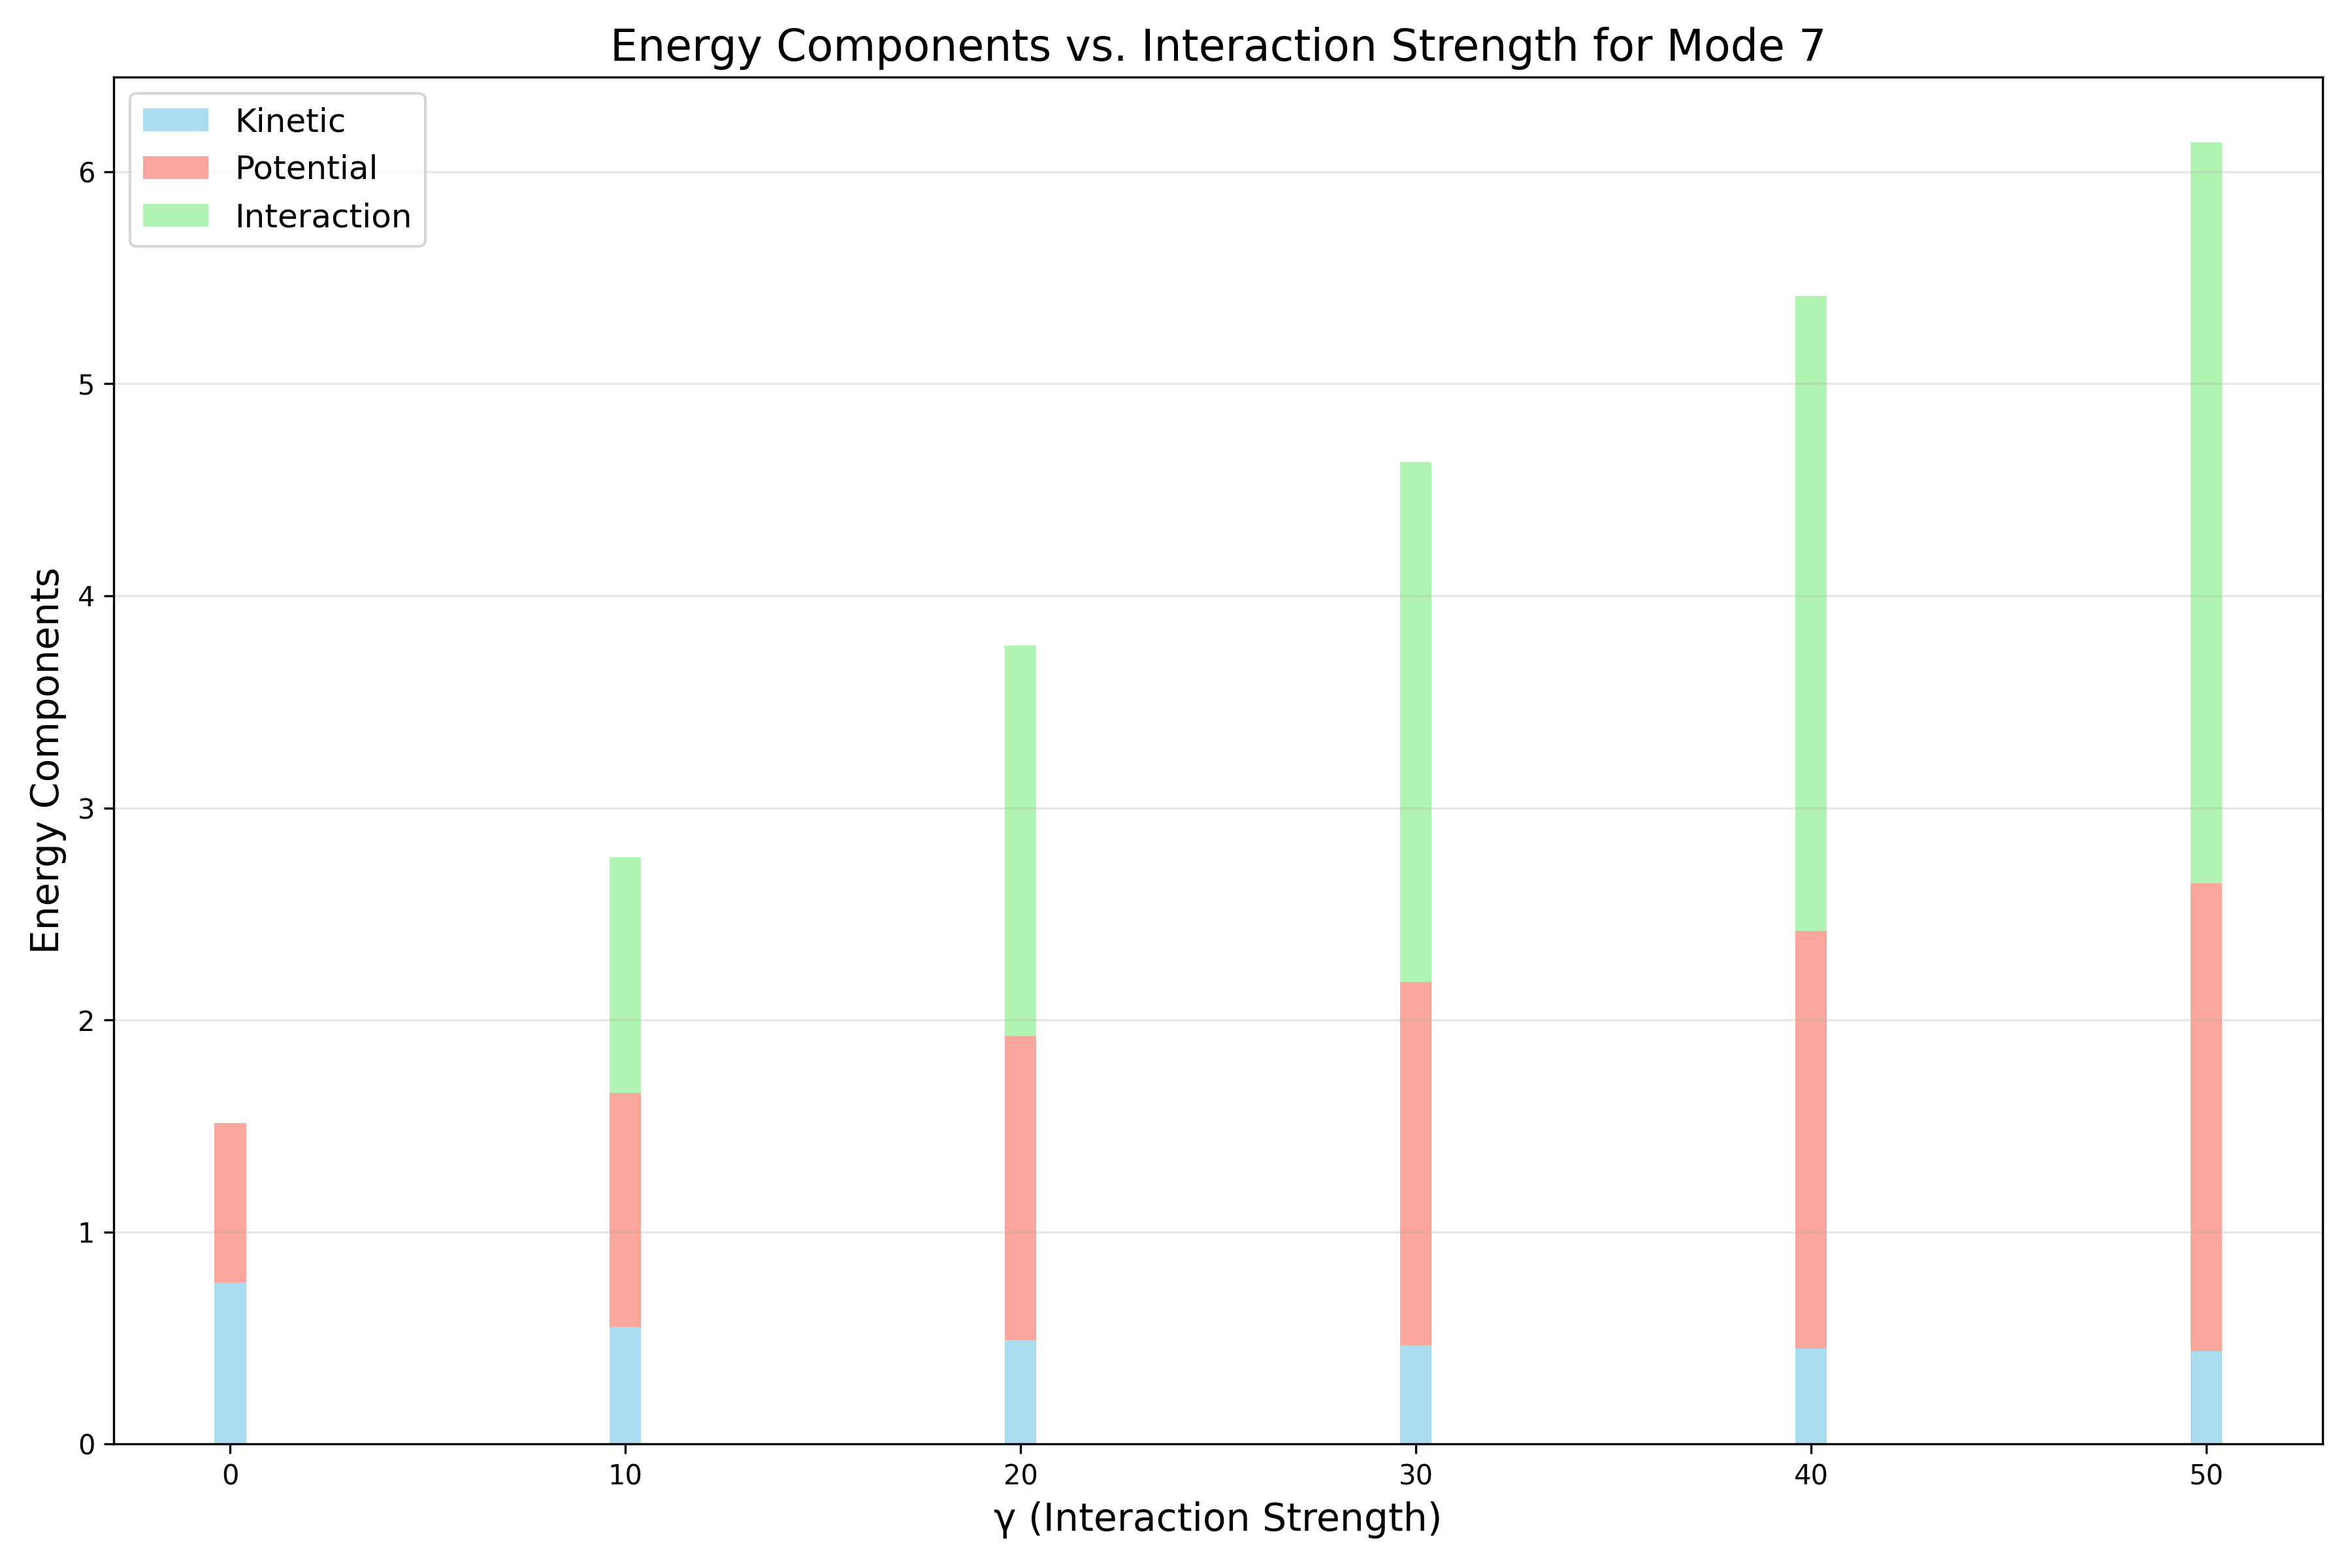 Energy Components vs. Interaction Strength for Mode 7
Kinetic
Potential
Interaction
Energy Components
6
5
4
3
2
1
0
0 10 20 30 40 50
γ (Interaction Strength)